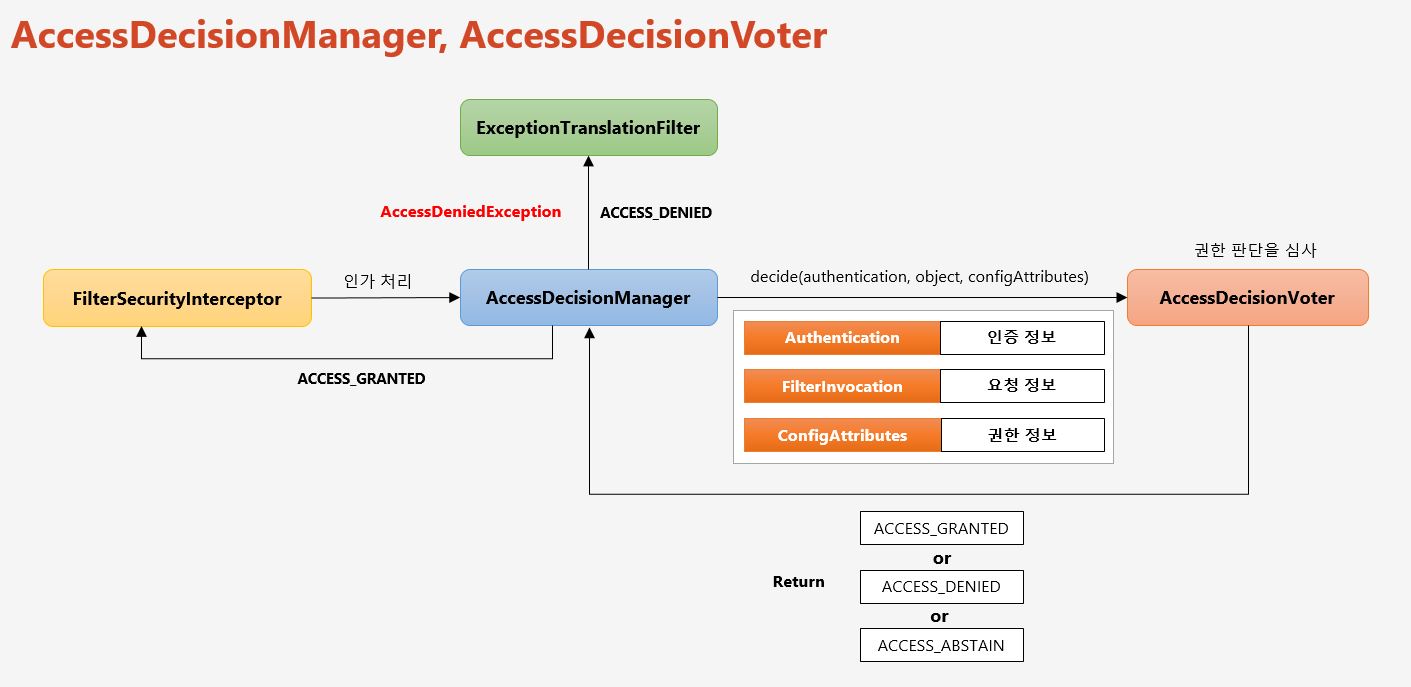 AccessDecisionManager, AccessDecisionVoter
ExceptionTranslationFilter
AccessDeniedException
ACCESS_DENIED
권한 판단을 심사
FilterSecurityInterceptor
인가 처리
AccessDecisionManager
decide(authentication, object, configAttributes)
AccessDecisionVoter
Authentication
인증 정보
FilterInvocation
요청 정보
ConfigAttributes
권한 정보
ACCESS_GRANTED
Return
ACCESS_GRANTED
or
ACCESS_DENIED
or
ACCESS_ABSTAIN